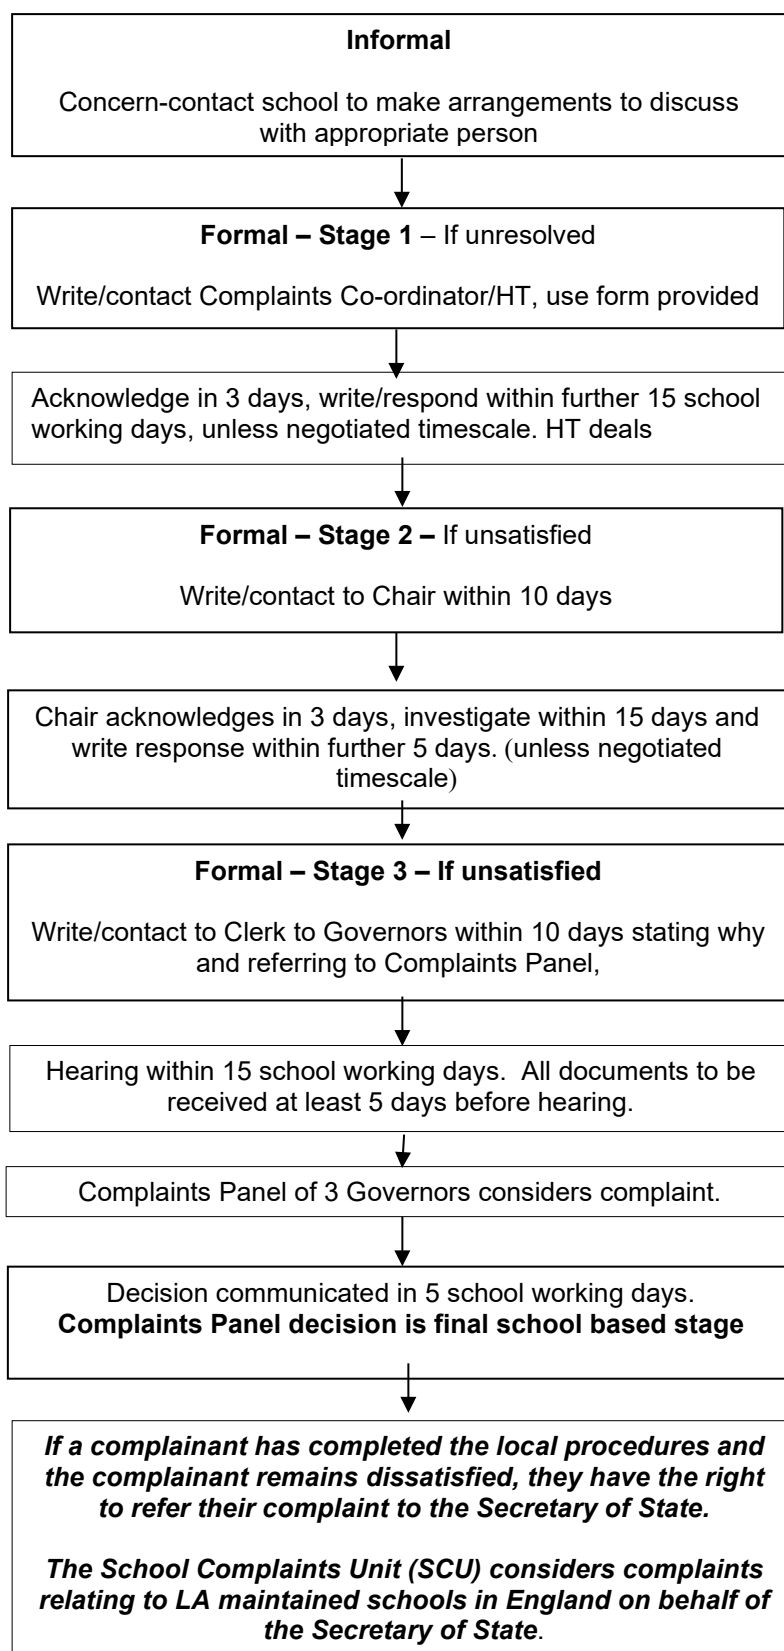 Informal
Concern-contact school to make arrangements to discuss
with appropriate person
Formal – Stage 1 – If unresolved
Write/contact Complaints Co-ordinator/HT, use form provided
Acknowledge in 3 days, write/respond within further 15 school
working days, unless negotiated timescale. HT deals
Formal – Stage 2 – If unsatisfied
Write/contact to Chair within 10 days
Chair acknowledges in 3 days, investigate within 15 days and
write response within further 5 days. (unless negotiated
timescale)
Formal – Stage 3 – If unsatisfied
Write/contact to Clerk to Governors within 10 days stating why
and referring to Complaints Panel,
Hearing within 15 school working days.  All documents to be
received at least 5 days before hearing.
Complaints Panel of 3 Governors considers complaint.
Decision communicated in 5 school working days.
Complaints Panel decision is final school based stage
If a complainant has completed the local procedures and
the complainant remains dissatisfied, they have the right
to refer their complaint to the Secretary of State.
The School Complaints Unit (SCU) considers complaints
relating to LA maintained schools in England on behalf of
the Secretary of State.